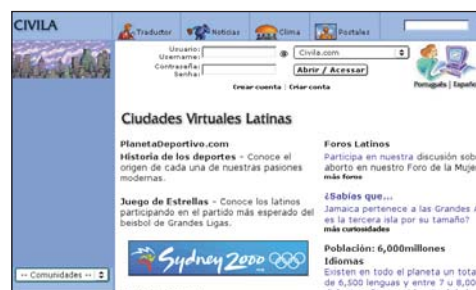 CIVILA
Traductor Noticias Clima Portales
Usuario:
Username:
Civila.com
Contraseña:
Senha:
Abrir / Acessar
Crear cuenta | Criar conta
Português | Españo
Ciudades Virtuales Latinas
PlanetaDeportivo.com
Historia de los deportes - Conoce el
origen de cada una de nuestras pasiones
modernas.
Juego de Estrellas - Conoce los latinos
participando en el partido más esperado del
beisbol de Grandes Ligas.
Sydney 2000
Foros Latinos
Participa en nuestra discusión sob
aborto en nuestro Foro de la Muje
más foros
¿Sabías que...
Jamaica pertenece a las Grandes A
es la tercera isla por su tamaño?
más curiosidades
Población: 6,000millones
Idiomas
Existen en todo el planeta un tota
de 6,500 lenguas y entre 7 u 8,00
-- Comunidades --